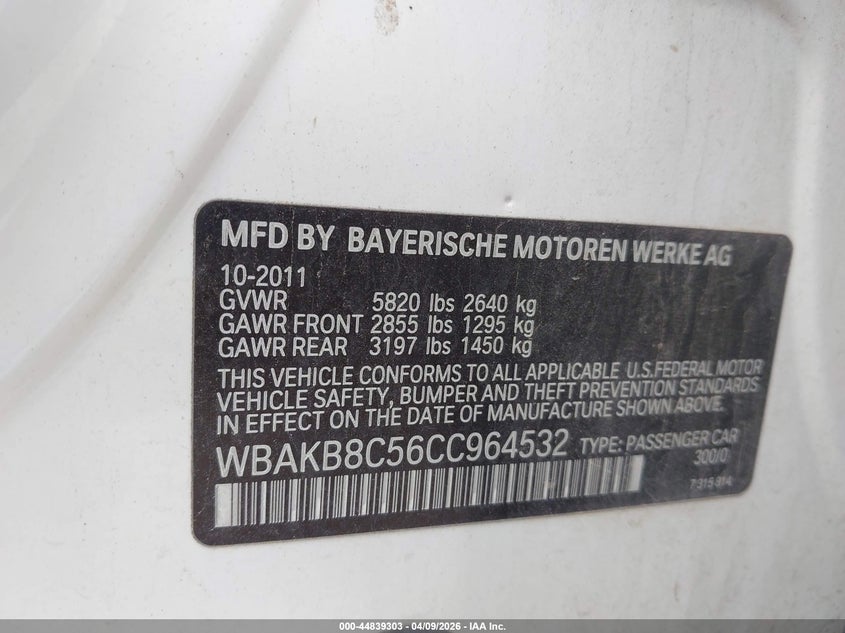 MFD BY BAYERISCHE MOTOREN WERKE AG
10-2011
GVWR 5820 lbs 2640 kg
GAWR FRONT 2855 lbs 1295 kg
GAWR REAR 3197 lbs 1450 kg
THIS VEHICLE CONFORMS TO ALL APPLICABLE U.S.FEDERAL MOTOR
VEHICLE SAFETY, BUMPER AND THEFT PREVENTION STANDARDS
IN EFFECT ON THE DATE OF MANUFACTURE SHOWN ABOVE.
WBAKB8C56CC964532 TYPE: PASSENGER CAR
300/0
000-44839303 | 04/09/2026 - IAA Inc.